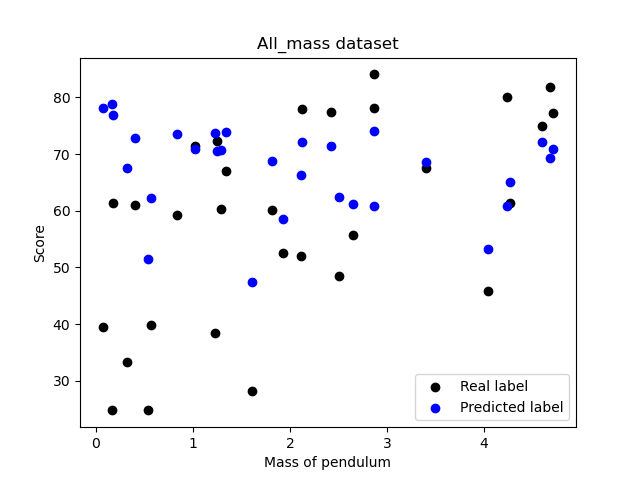 All_mass dataset
80
70
60
50
40
30
Score
0 1 2 3 4
Mass of pendulum
Real label
Predicted label